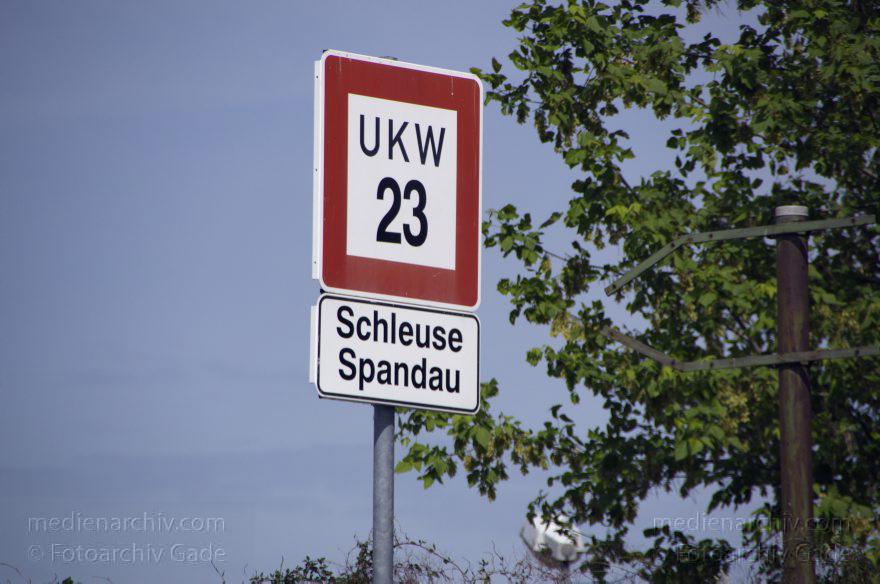 UKW
23
Schleuse
Spandau
medienarchiv.com
© Fotoarchiv Gade
medienarchiv.com
© Fotoarchiv Gade